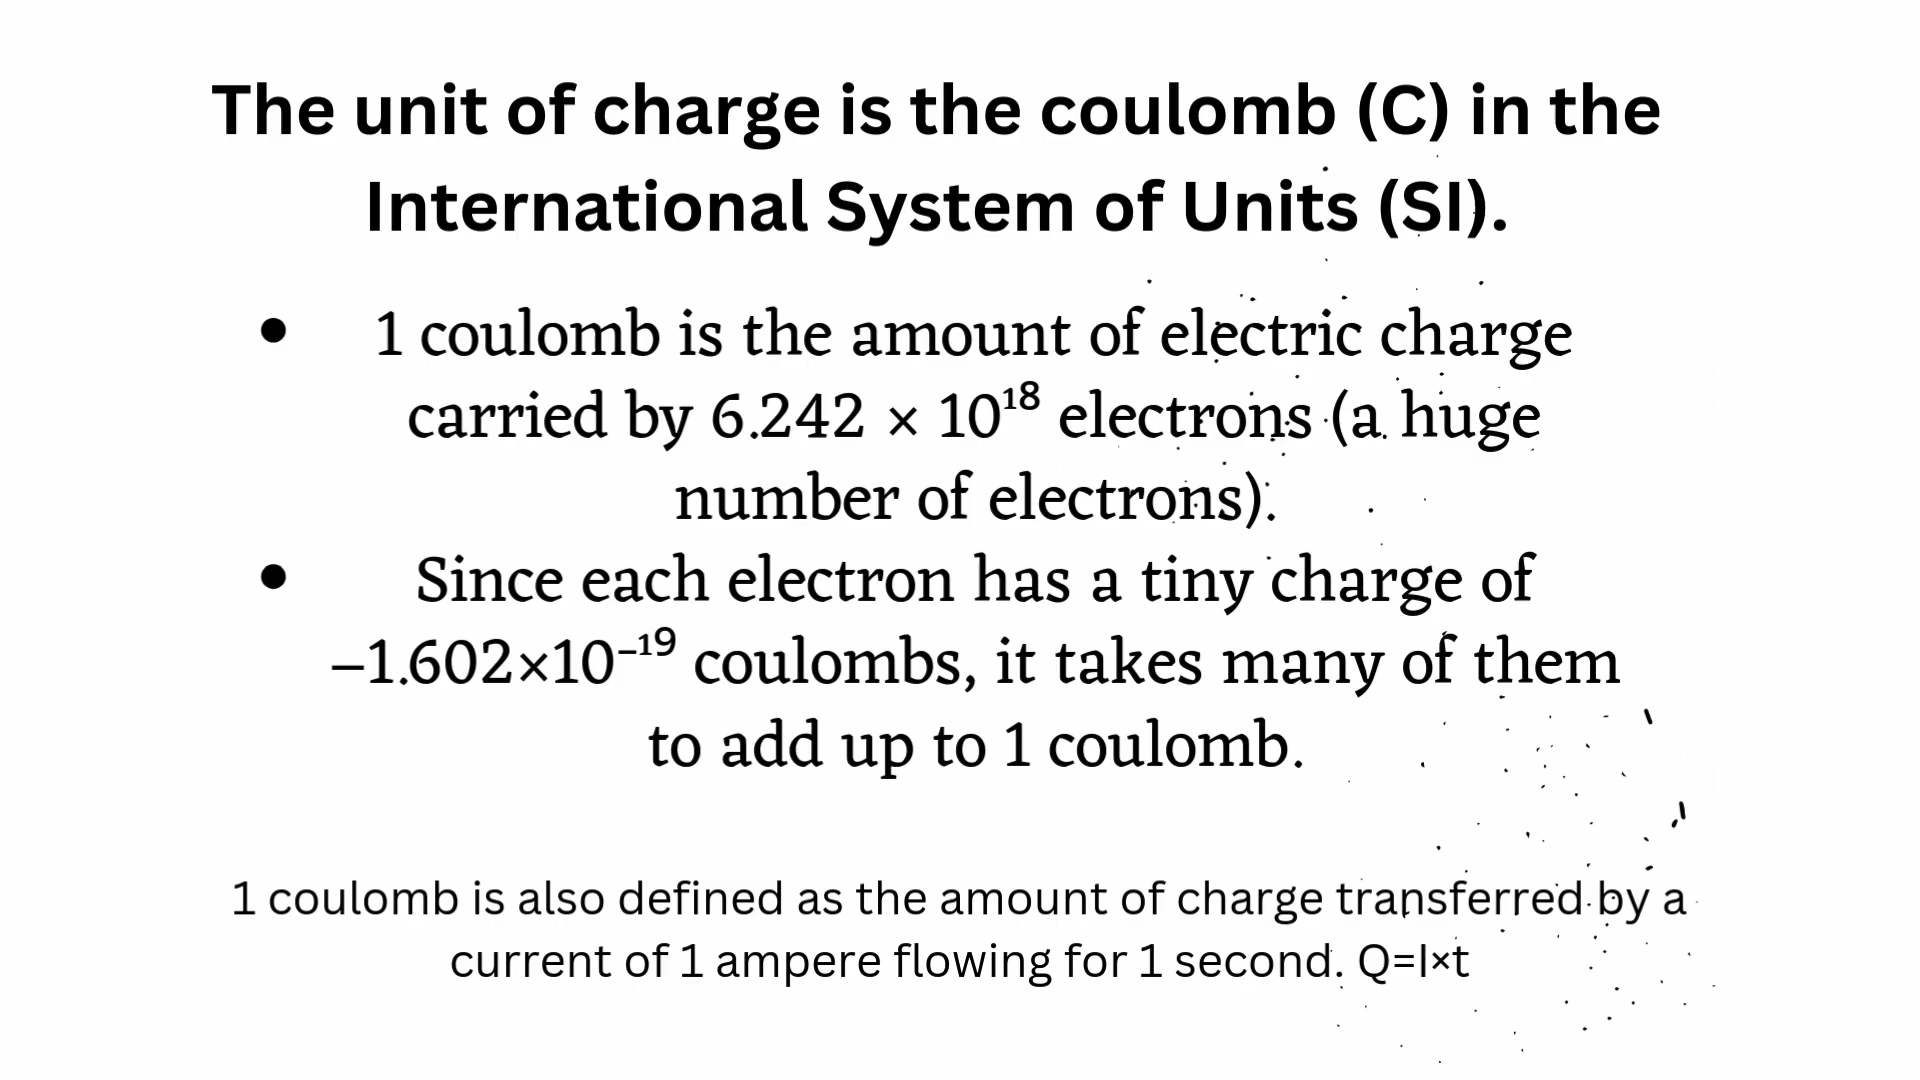 The unit of charge is the coulomb (C) in the
International System of Units (SI).
• 1 coulomb is the amount of electric charge
carried by 6.242 × 10¹⁸ electrons (a huge
number of electrons).
• Since each electron has a tiny charge of
–1.602×10⁻¹⁹ coulombs, it takes many of them
to add up to 1 coulomb.
1 coulomb is also defined as the amount of charge transferred by a
current of 1 ampere flowing for 1 second. Q=I×t